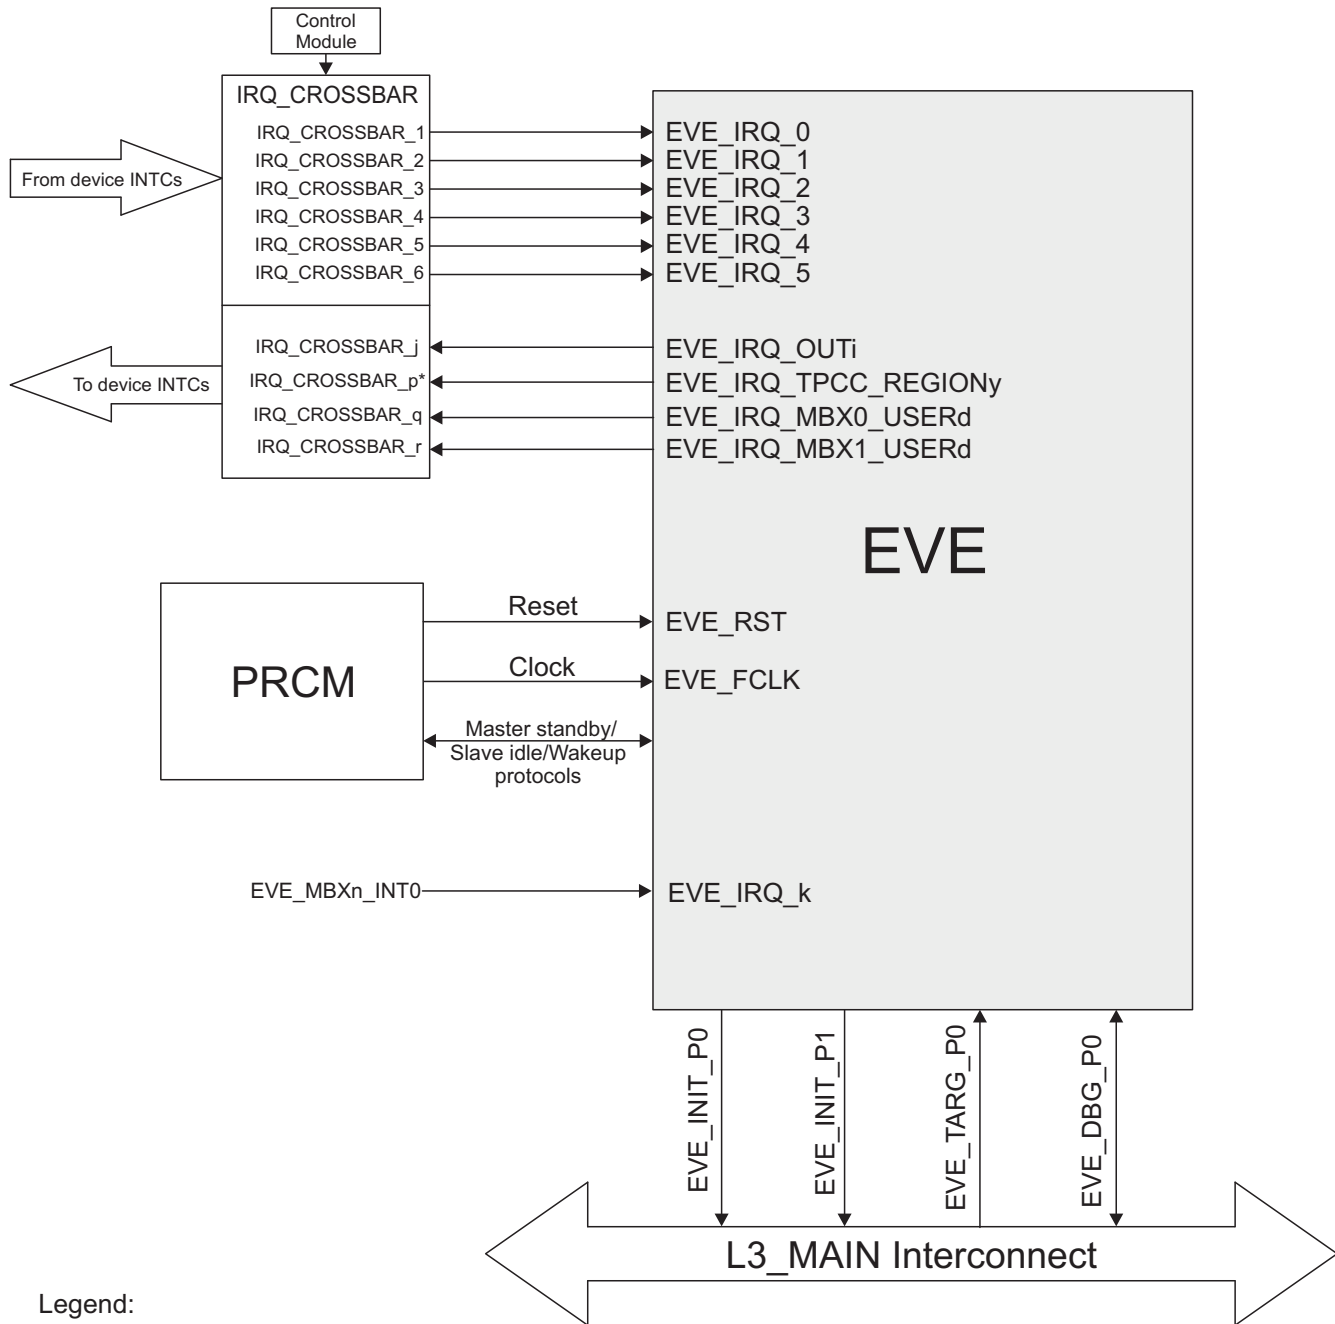 Control
Module
IRQ_CROSSBAR
IRQ_CROSSBAR_1
IRQ_CROSSBAR_2
IRQ_CROSSBAR_3
IRQ_CROSSBAR_4
IRQ_CROSSBAR_5
IRQ_CROSSBAR_6
From device INTCs
EVE_IRQ_0
EVE_IRQ_1
EVE_IRQ_2
EVE_IRQ_3
EVE_IRQ_4
EVE_IRQ_5
IRQ_CROSSBAR_j
IRQ_CROSSBAR_p*
IRQ_CROSSBAR_q
IRQ_CROSSBAR_r
To device INTCs
EVE_IRQ_OUTi
EVE_IRQ_TPCC_REGIONy
EVE_IRQ_MBX0_USERd
EVE_IRQ_MBX1_USERd
EVE
PRCM
Reset
EVE_RST
Clock
EVE_FCLK
Master standby/
Slave idle/Wakeup
protocols
EVE_MBXn_INT0
EVE_IRQ_k
EVE_INIT_P0
EVE_INIT_P1
EVE_TARG_P0
EVE_DBG_P0
L3_MAIN Interconnect
Legend: